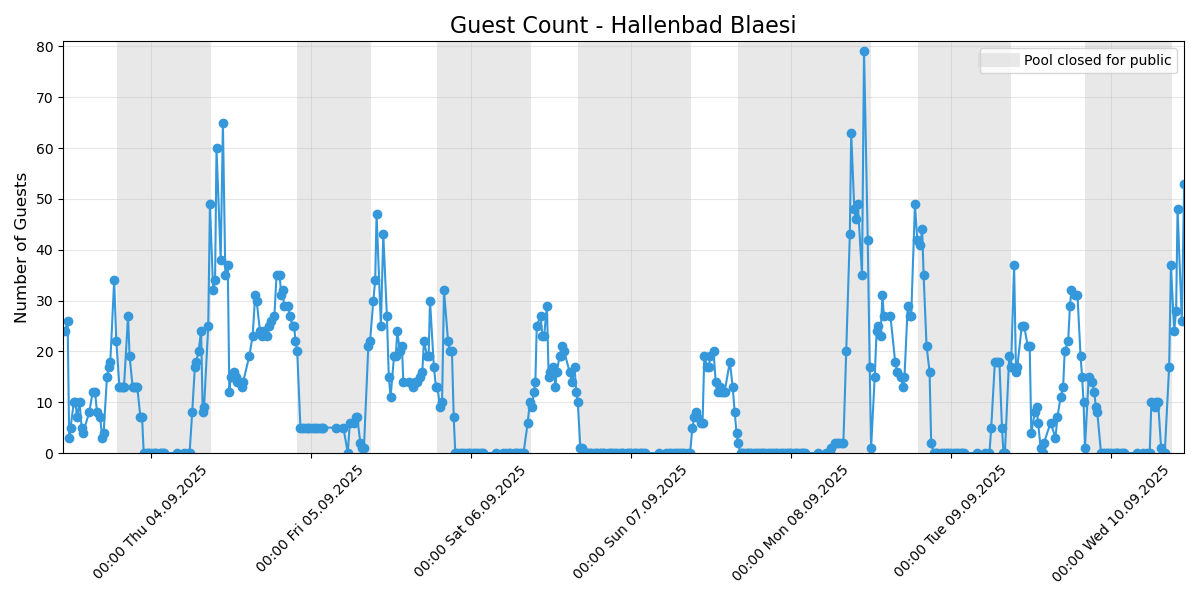 Guest Count - Hallenbad Blaesi
Number of Guests
80
70
60
50
40
30
20
10
0
Pool closed for public
00:00 Thu 04.09.2025
00:00 Fri 05.09.2025
00:00 Sat 06.09.2025
00:00 Sun 07.09.2025
00:00 Mon 08.09.2025
00:00 Tue 09.09.2025
00:00 Wed 10.09.2025